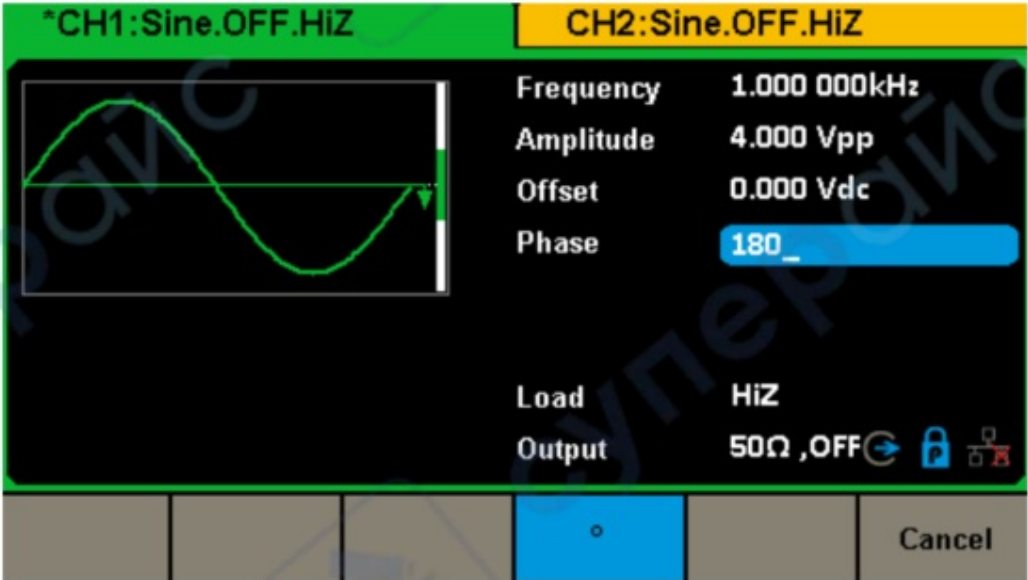 *CH1:Sine.OFF.HiZ CH2:Sine.OFF.HiZ
Frequency 1.000 000kHz
Amplitude 4.000 Vpp
Offset 0.000 Vdc
Phase 180_
Load HiZ
Output 50Ω ,OFF P
° Cancel
суперайс